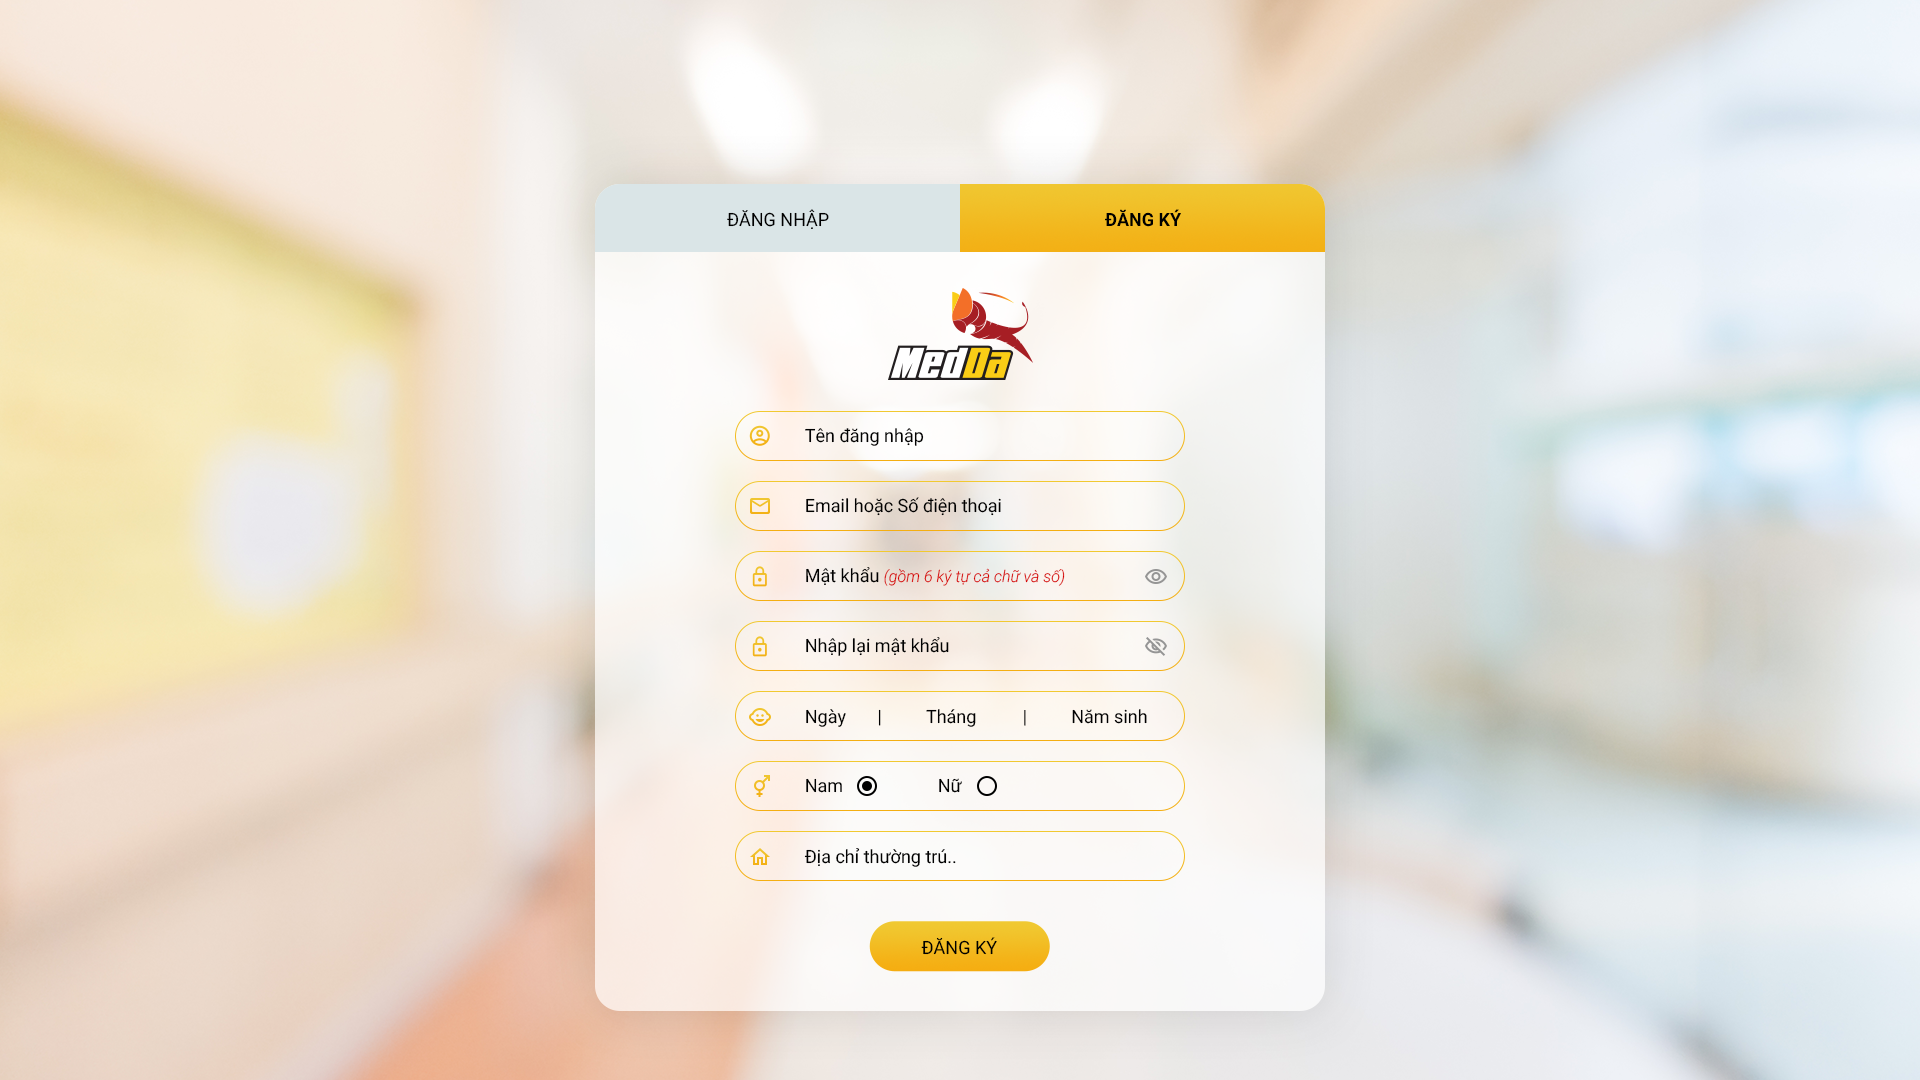 ĐĂNG NHẬP
ĐĂNG KÝ
MedDa
Tên đăng nhập
Email hoặc Số điện thoại
Mật khẩu (gồm 6 ký tự cả chữ và số)
Nhập lại mật khẩu
Ngày | Tháng | Năm sinh
Nam Nữ
Địa chỉ thường trú..
ĐĂNG KÝ